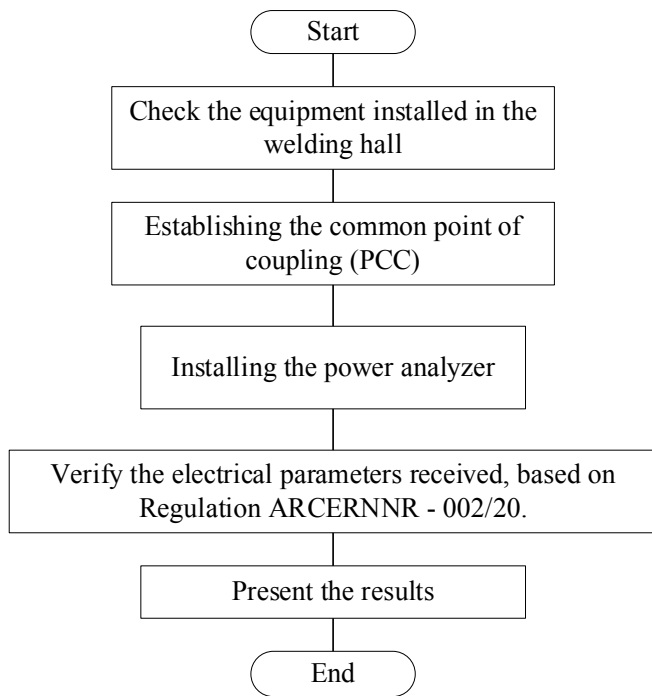 Start
Check the equipment installed in the
welding hall
Establishing the common point of
coupling (PCC)
Installing the power analyzer
Verify the electrical parameters received, based on
Regulation ARCERNNR - 002/20.
Present the results
End